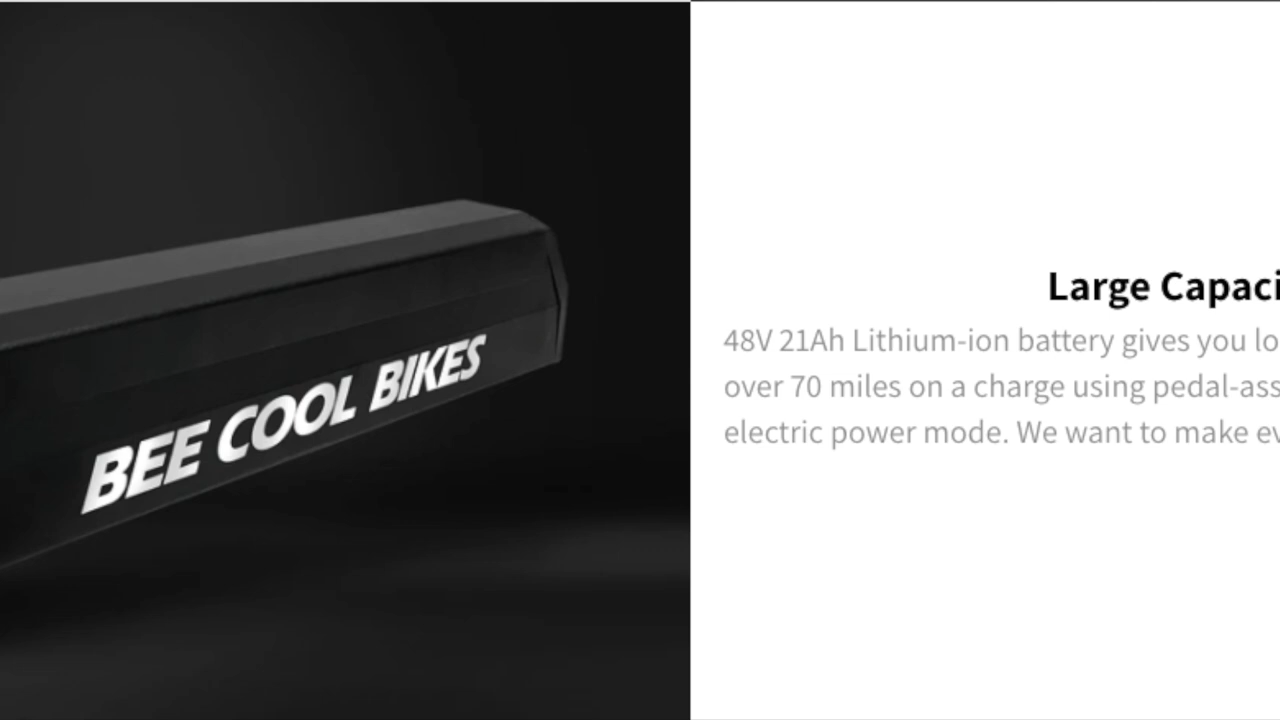 BEE COOL BIKES
Large Capaci
48V 21Ah Lithium-ion battery gives you lo
over 70 miles on a charge using pedal-ass
electric power mode. We want to make ev